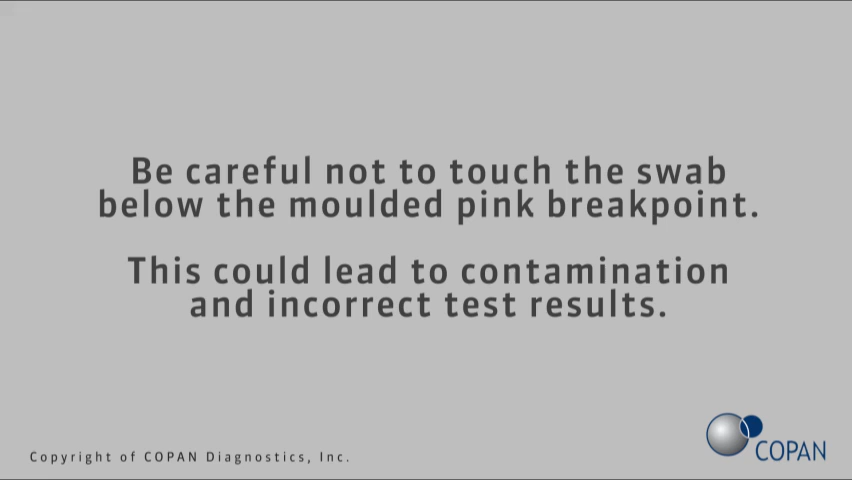 Be careful not to touch the swab
below the moulded pink breakpoint.
This could lead to contamination
and incorrect test results.
Copyright of COPAN Diagnostics, Inc.
COPAN